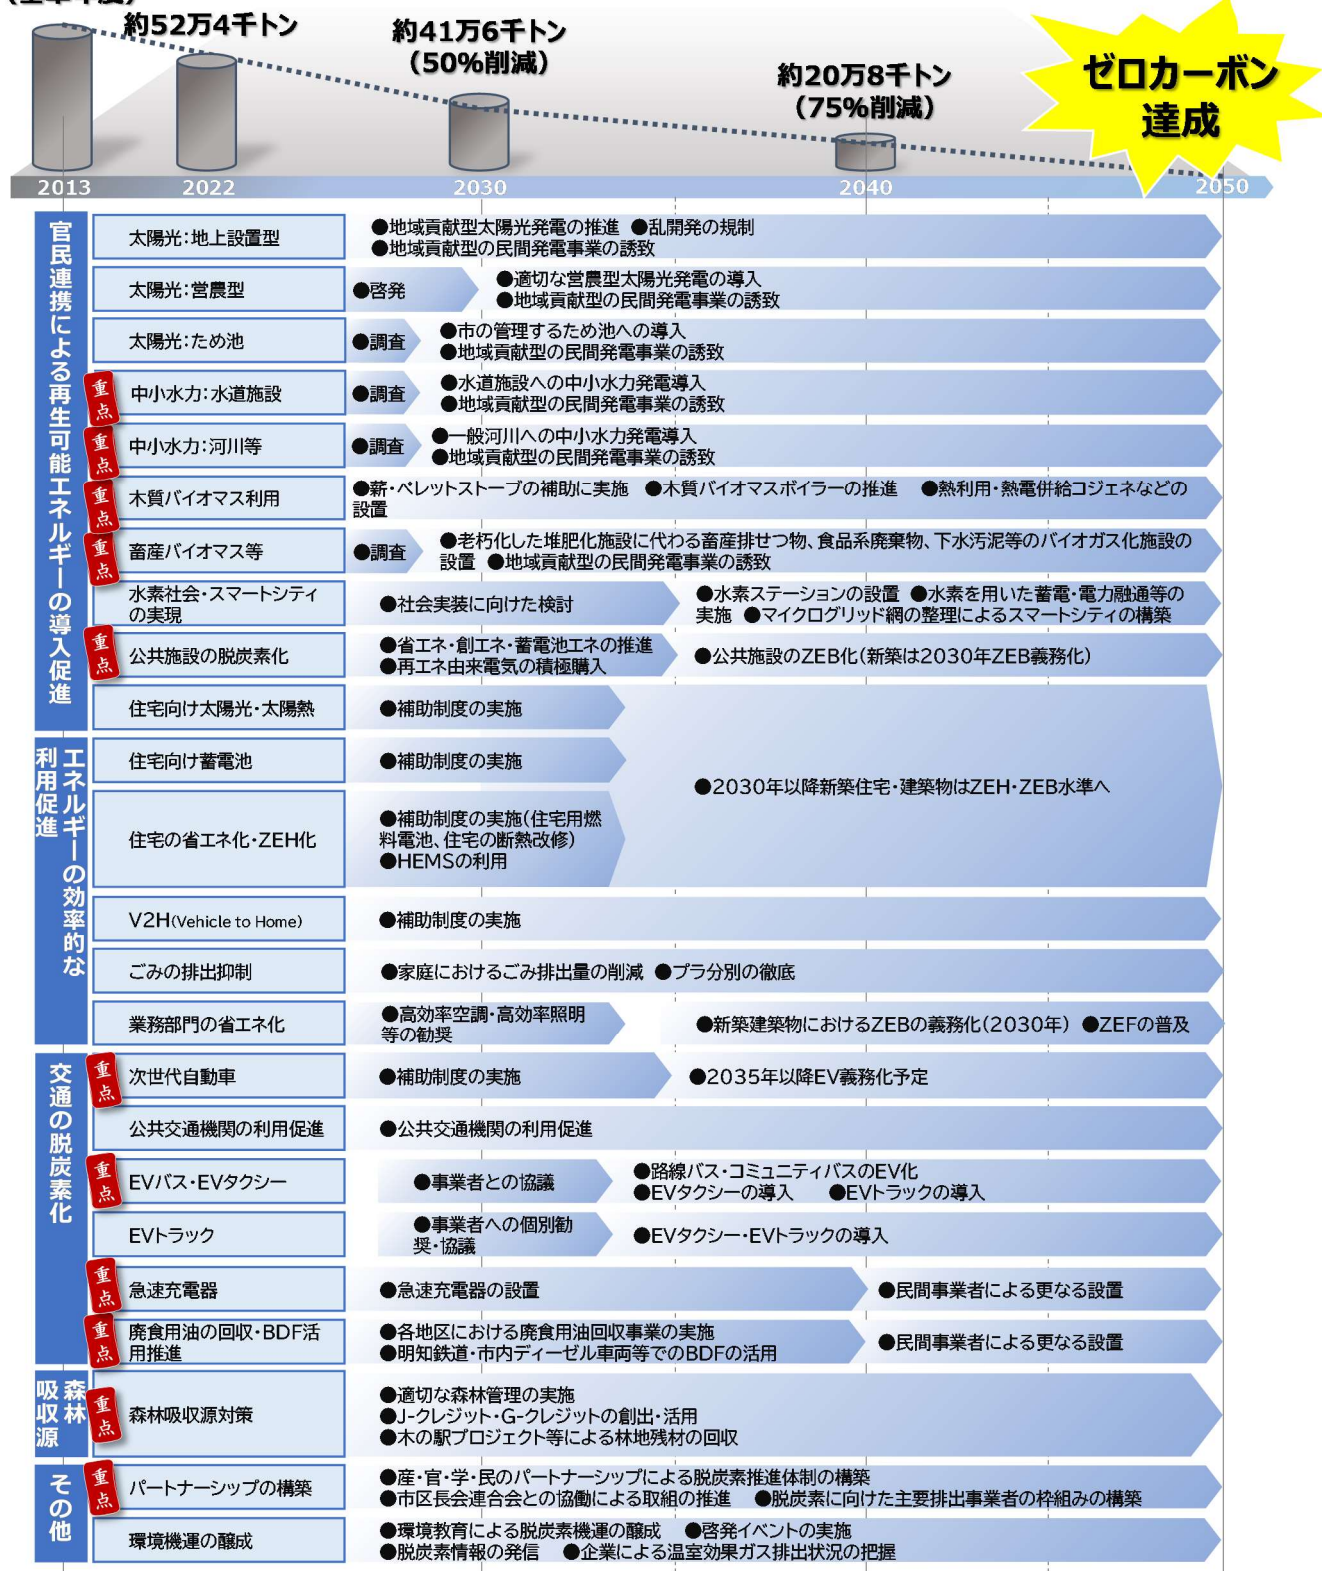 (基準年度)
約52万4千トン
約41万6千トン
(50%削減)
約20万8千トン
(75%削減)
ゼロカーボン
達成
2013
2022
2030
2040
2050
官民連携による再生可能エネルギーの導入促進
太陽光:地上設置型
●地域貢献型太陽光発電の推進 ●乱開発の規制
●地域貢献型の民間発電事業の誘致
太陽光:営農型
●啓発
●適切な営農型太陽光発電の導入
●地域貢献型の民間発電事業の誘致
太陽光:ため池
●調査
●市の管理するため池への導入
●地域貢献型の民間発電事業の誘致
重点
中小水力:水道施設
●調査
●水道施設への中小水力発電導入
●地域貢献型の民間発電事業の誘致
重点
中小水力:河川等
●調査
●一般河川への中小水力発電導入
●地域貢献型の民間発電事業の誘致
重点
木質バイオマス利用
●薪・ペレットストーブの補助に実施 ●木質バイオマスボイラーの推進 ●熱利用・熱電併給コジェネなどの
設置
重点
畜産バイオマス等
●調査
●老朽化した堆肥化施設に代わる畜産排せつ物、食品系廃棄物、下水汚泥等のバイオガス化施設の
設置 ●地域貢献型の民間発電事業の誘致
水素社会・スマートシティ
の実現
●社会実装に向けた検討
●水素ステーションの設置 ●水素を用いた蓄電・電力融通等の
実施 ●マイクログリッド網の整理によるスマートシティの構築
重点
公共施設の脱炭素化
●省エネ・創エネ・蓄電池エネの推進
●再エネ由来電気の積極購入
●公共施設のZEB化(新築は2030年ZEB義務化)
住宅向け太陽光・太陽熱
●補助制度の実施
エネルギーの効率的な
利用促進
住宅向け蓄電池
●補助制度の実施
●2030年以降新築住宅・建築物はZEH・ZEB水準へ
住宅の省エネ化・ZEH化
●補助制度の実施(住宅用燃
料電池、住宅の断熱改修)
●HEMSの利用
V2H(Vehicle to Home)
●補助制度の実施
ごみの排出抑制
●家庭におけるごみ排出量の削減 ●プラ分別の徹底
業務部門の省エネ化
●高効率空調・高効率照明
等の勧奨
●新築建築物におけるZEBの義務化(2030年) ●ZEFの普及
交通の脱炭素化
重点
次世代自動車
●補助制度の実施
●2035年以降EV義務化予定
公共交通機関の利用促進
●公共交通機関の利用促進
重点
EVバス・EVタクシー
●事業者との協議
●路線バス・コミュニティバスのEV化
●EVタクシーの導入 ●EVトラックの導入
EVトラック
●事業者への個別勧
奨・協議
●EVタクシー・EVトラックの導入
重点
急速充電器
●急速充電器の設置
●民間事業者による更なる設置
重点
廃食用油の回収・BDF活
用推進
●各地区における廃食用油回収事業の実施
●明知鉄道・市内ディーゼル車両等でのBDFの活用
●民間事業者による更なる設置
森林
吸収源
重点
森林吸収源対策
●適切な森林管理の実施
●J-クレジット・G-クレジットの創出・活用
●木の駅プロジェクト等による林地残材の回収
その他
重点
パートナーシップの構築
●産・官・学・民のパートナーシップによる脱炭素推進体制の構築
●市区長会連合会との協働による取組の推進 ●脱炭素に向けた主要排出事業者の枠組みの構築
環境機運の醸成
●環境教育による脱炭素機運の醸成 ●啓発イベントの実施
●脱炭素情報の発信 ●企業による温室効果ガス排出状況の把握